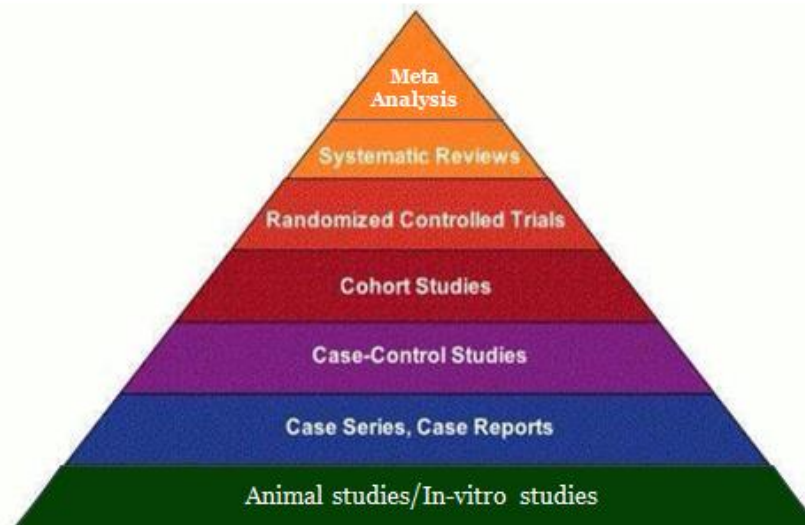 Meta
Analysis
Systematic Reviews
Randomized Controlled Trials
Cohort Studies
Case-Control Studies
Case Series, Case Reports
Animal studies/In-vitro studies